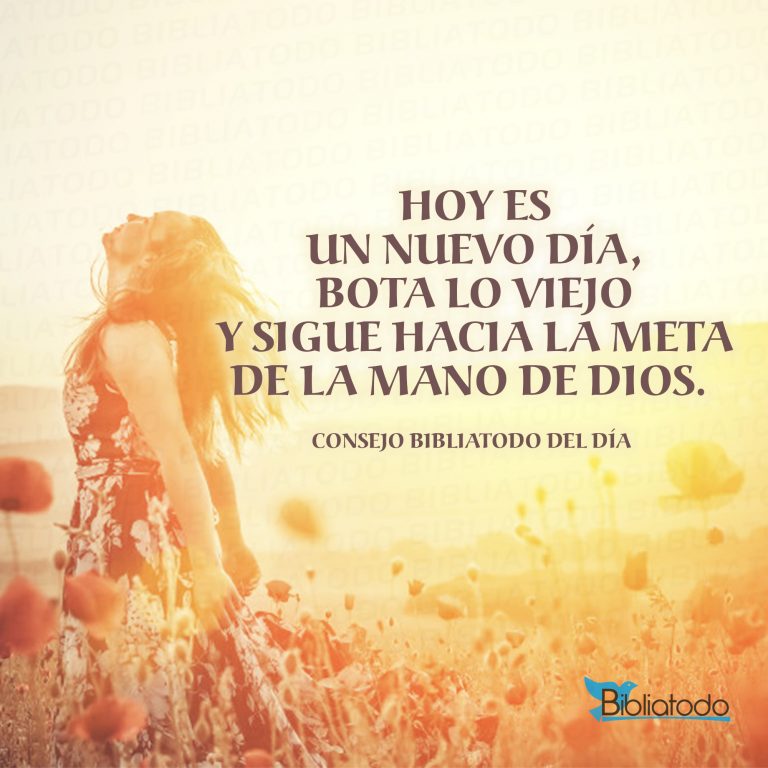 HOY ES
UN NUEVO DÍA,
BOTA LO VIEJO
Y SIGUE HACIA LA META
DE LA MANO DE DIOS.
CONSEJO BIBLIATODO DEL DÍA
Bibliatodo